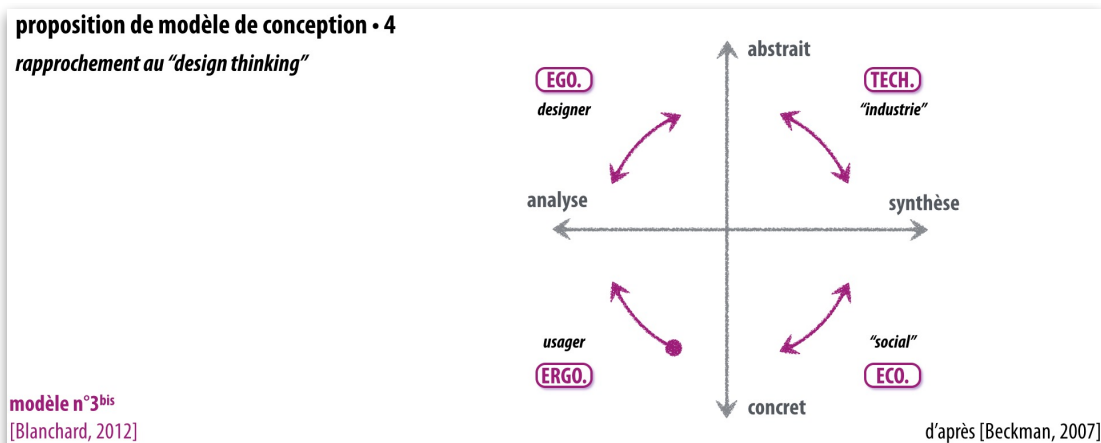 proposition de modèle de conception • 4
rapprochement au “design thinking”
abstrait
EGO.
designer
TECH.
“industrie”
analyse
synthèse
usager
ERGO.
“social”
ECO.
concret
modèle n°3bis
[Blanchard, 2012]
d’après [Beckman, 2007]